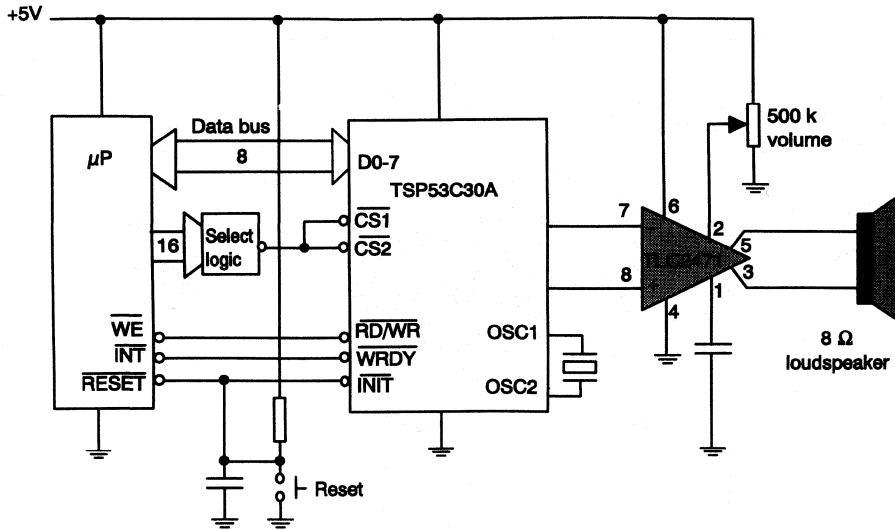 +5V
µP
Data bus
8
D0-7
TSP53C30A
500 k
volume
16
Select
logic
CS1
CS2
7
8
6
2
5
3
1
4
-
+
TLC2471
WE
INT
RESET
RD/WR
WRDY
INIT
OSC1
OSC2
8 Ω
loudspeaker
Reset